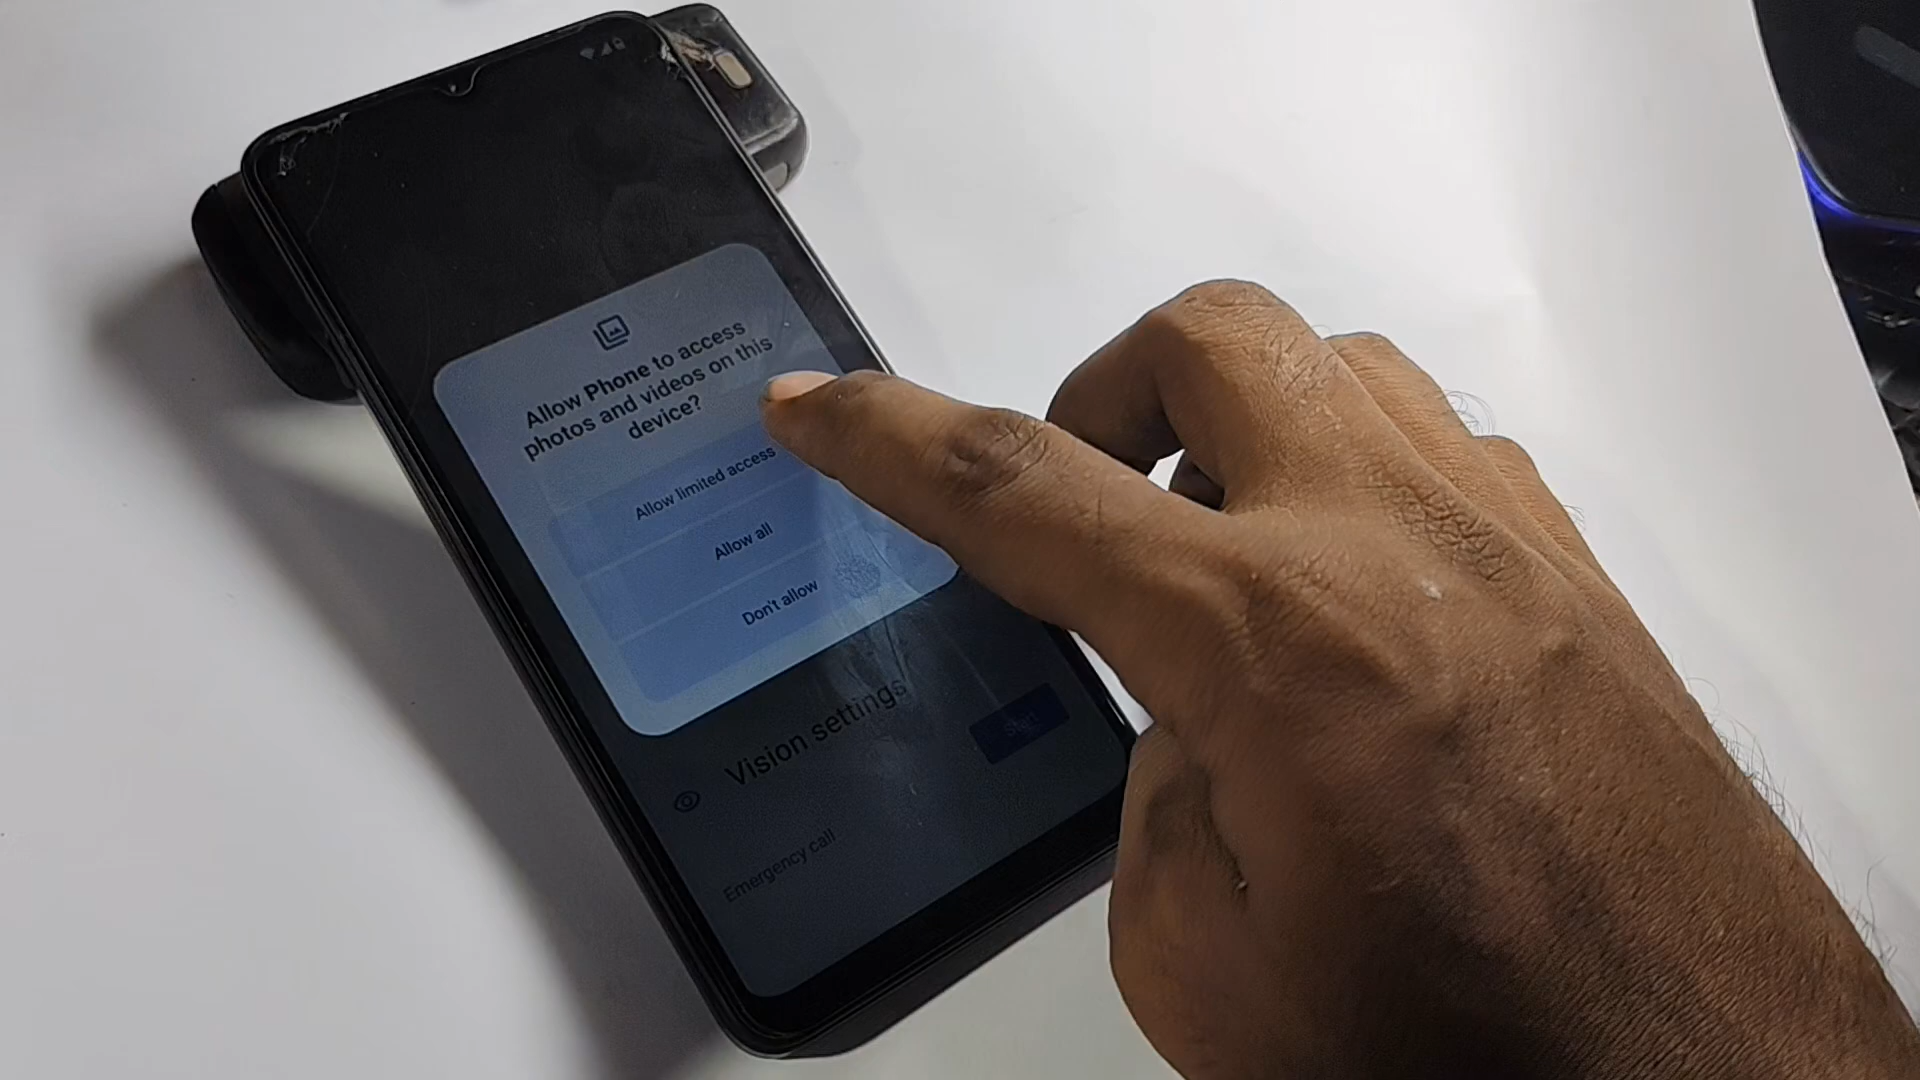 Allow Phone to access
photos and videos on this
device?
Allow limited access
Allow all
Don't allow
Vision settings
Start
Emergency call